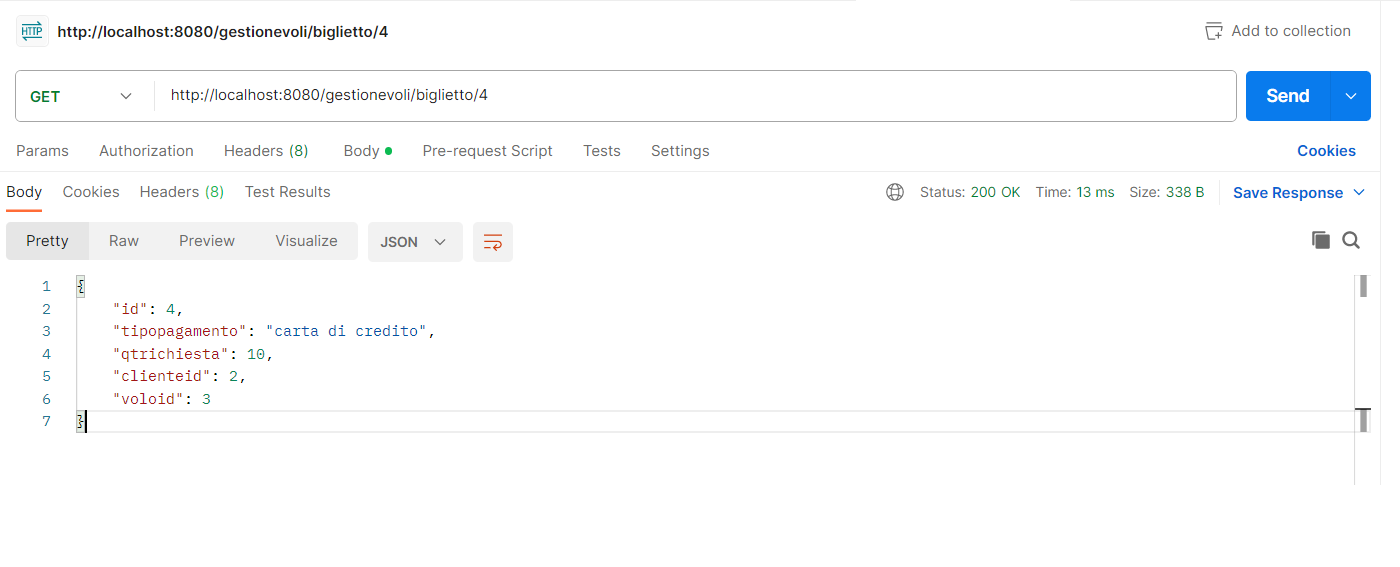 HTTP http://localhost:8080/gestionevoli/biglietto/4 Add to collection
GET http://localhost:8080/gestionevoli/biglietto/4 Send
Params Authorization Headers (8) Body Pre-request Script Tests Settings Cookies
Body Cookies Headers (8) Test Results Status: 200 OK Time: 13 ms Size: 338 B Save Response
Pretty Raw Preview Visualize JSON
1 {
2 "id": 4,
3 "tipopagamento": "carta di credito",
4 "qtrichiesta": 10,
5 "clienteid": 2,
6 "voloid": 3
7 }